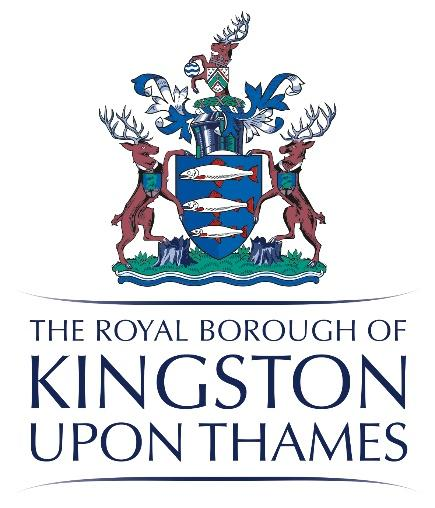 THE ROYAL BOROUGH OF
KINGSTON
UPON THAMES